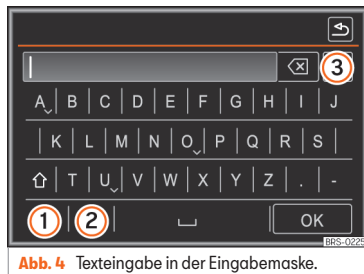 3
A B C D E F G H I J
K L M N O P Q R S
T U V W X Y Z . -
1 2 OK
BRS-0225
Abb. 4 Texteingabe in der Eingabemaske.